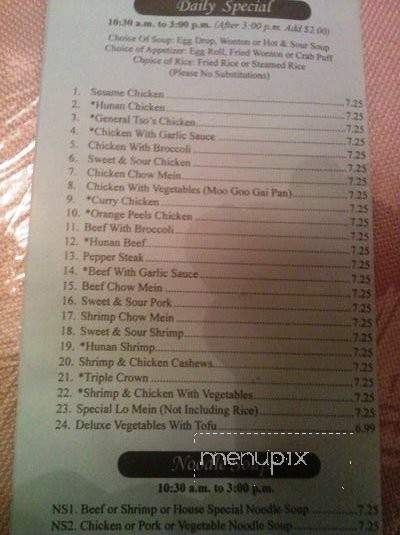 Daily Special
10:30 a.m. to 3:00 p.m. (After 3:00 p.m. Add $2.00)
Choice Of Soup: Egg Drop, Wonton or Hot & Sour Soup
Choice of Appetizer: Egg Roll, Fried Wonton or Crab Puff
Choice of Rice: Fried Rice or Steamed Rice
(Please No Substitutions)
1. Sesame Chicken 7.25
2. *Hunan Chicken 7.25
3. *General Tso's Chicken 7.25
4. *Chicken With Garlic Sauce 7.25
5. Chicken With Broccoli 7.25
6. Sweet & Sour Chicken 7.25
7. Chicken Chow Mein 7.25
8. Chicken With Vegetables (Moo Goo Gai Pan) 7.25
9. *Curry Chicken 7.25
10. *Orange Peels Chicken 7.25
11. Beef With Broccoli 7.25
12. *Hunan Beef 7.25
13. Pepper Steak 7.25
14. *Beef With Garlic Sauce 7.25
15. Beef Chow Mein 7.25
16. Sweet & Sour Pork 7.25
17. Shrimp Chow Mein 7.25
18. Sweet & Sour Shrimp 7.25
19. *Hunan Shrimp 7.25
20. Shrimp & Chicken Cashews 7.25
21. *Triple Crown 7.25
22. *Shrimp & Chicken With Vegetables 7.25
23. Special Lo Mein (Not Including Rice) 7.25
24. Deluxe Vegetables With Tofu 6.99
menupix
Noodle Soup
10:30 a.m. to 3:00 p.m.
NS1. Beef or Shrimp or House Special Noodle Soup 7.25
NS2. Chicken or Pork or Vegetable Noodle Soup 7.25